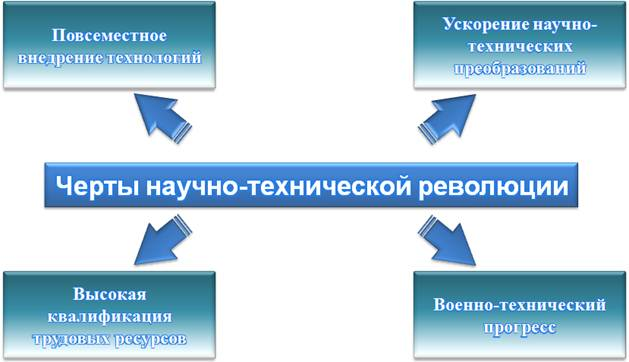 Повсеместное
внедрение технологий
Ускорение научно-
технических
преобразований
Черты научно-технической революции
Высокая
квалификация
трудовых ресурсов
Военно-технический
прогресс